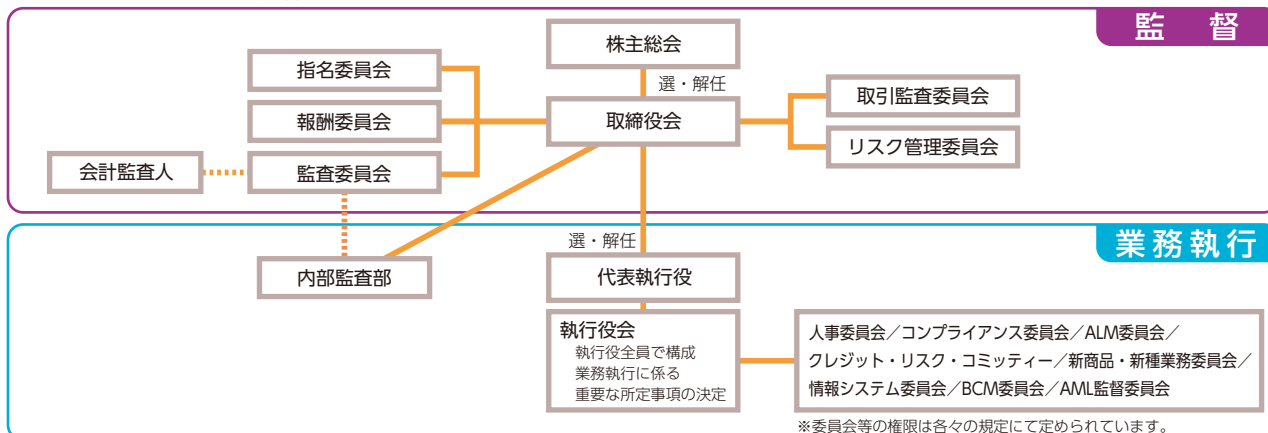 監 督
株主総会
指名委員会
選・解任
取引監査委員会
報酬委員会
取締役会
リスク管理委員会
会計監査人
監査委員会
業務執行
選・解任
内部監査部
代表執行役
執行役会
執行役全員で構成
業務執行に係る
重要な所定事項の決定
人事委員会／コンプライアンス委員会／ALM委員会／
クレジット・リスク・コミッティー／新商品・新種業務委員会／
情報システム委員会／BCM委員会／AML監督委員会
※委員会等の権限は各々の規定にて定められています。